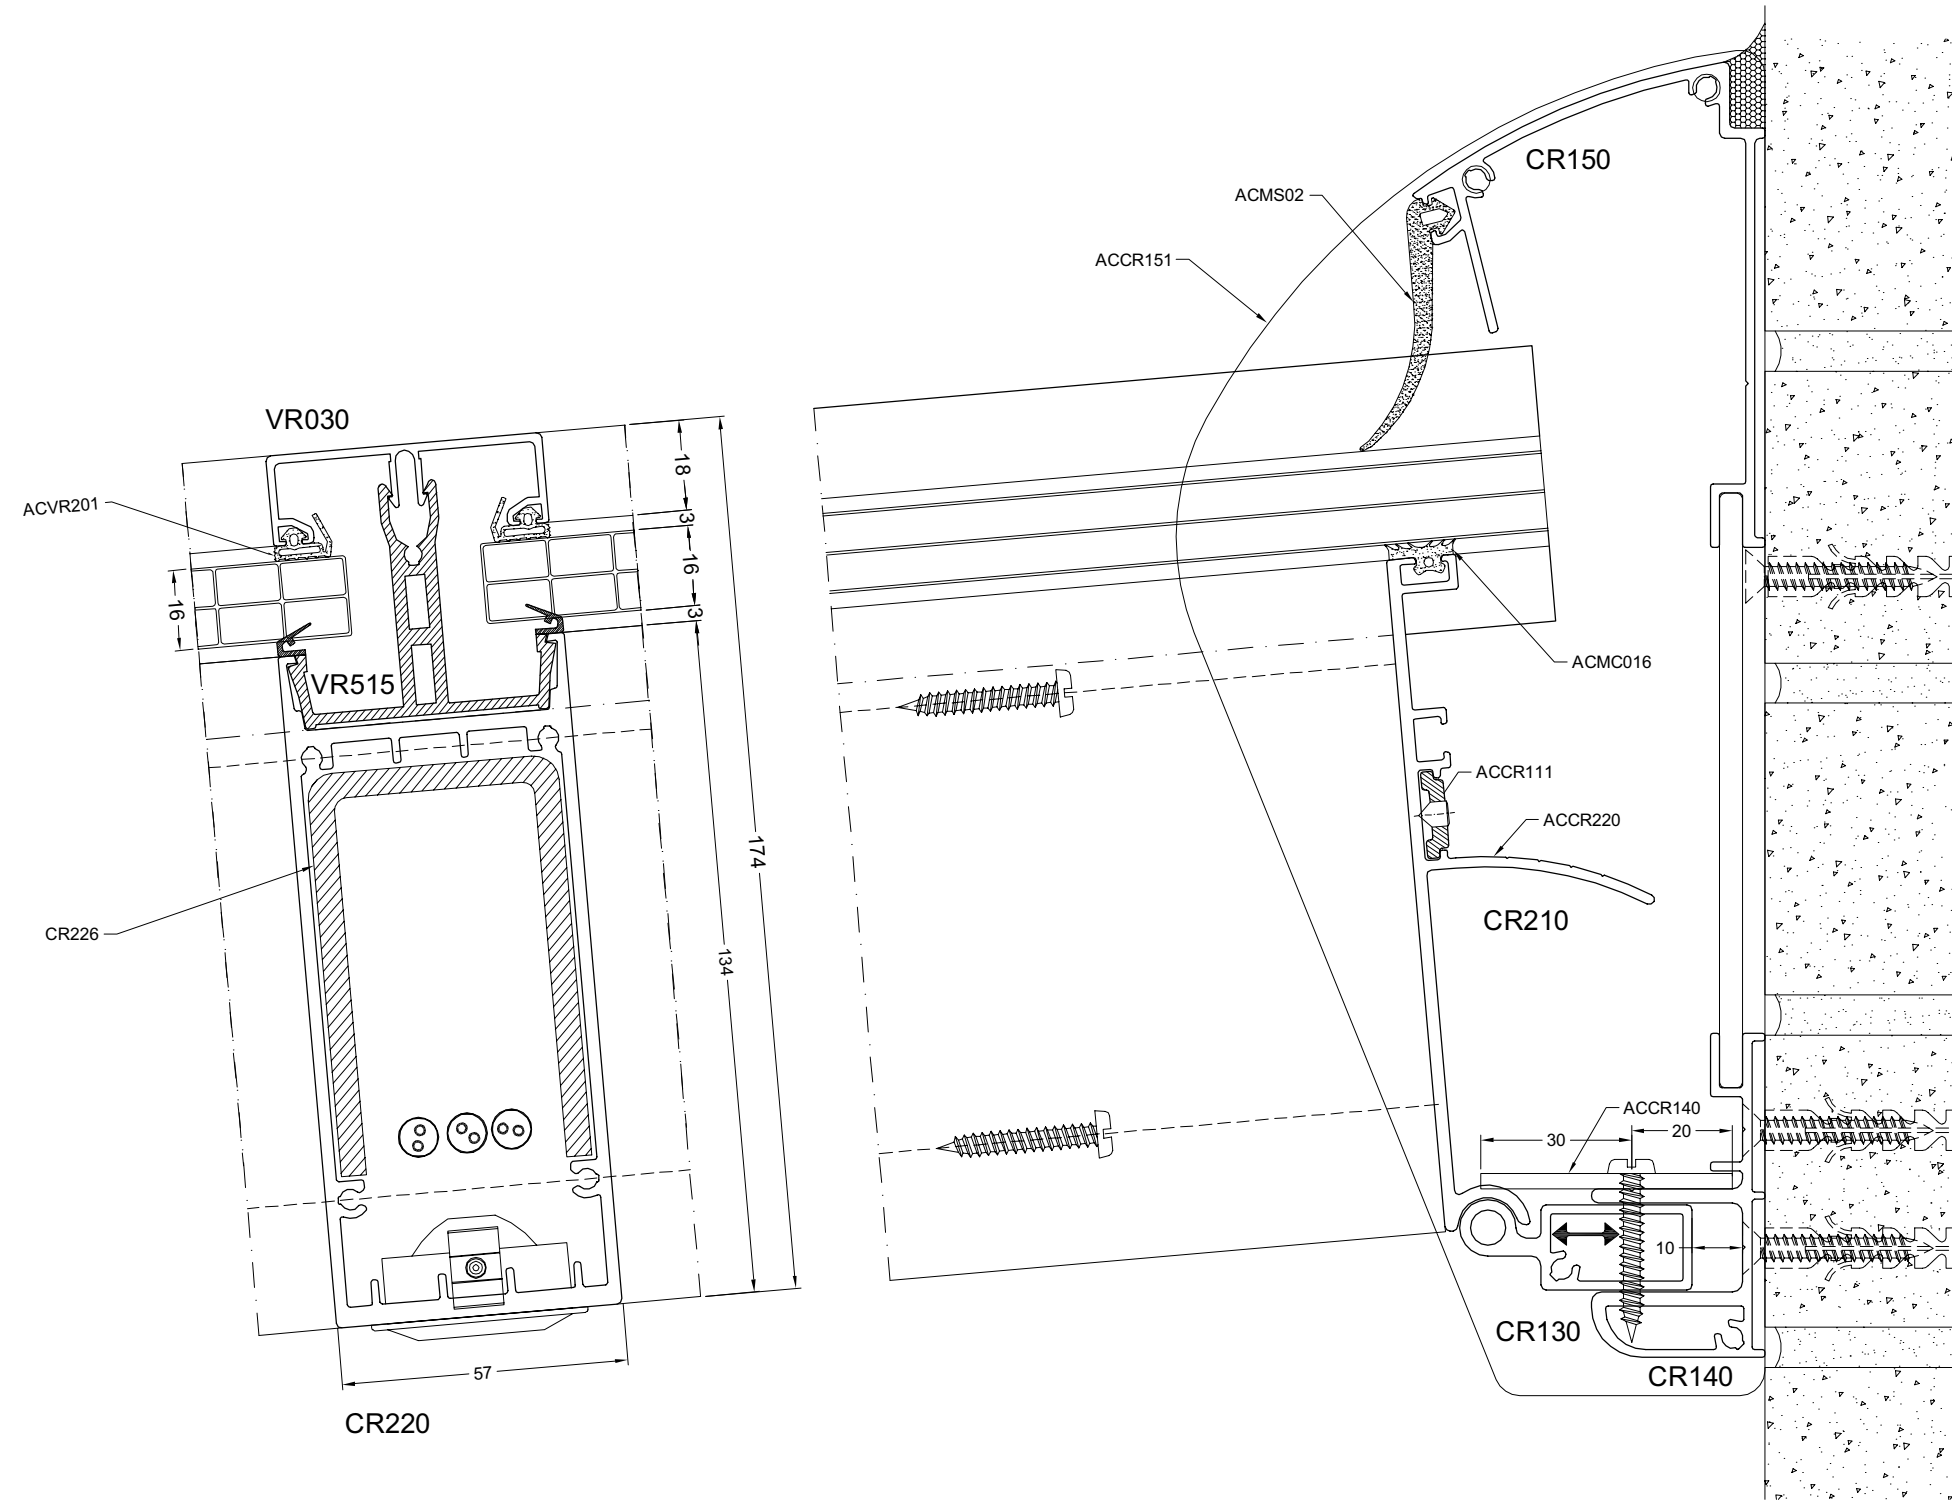 CR150
ACMS02
ACCR151
VR030
18
ACVR201
3
16
16
3
ACMC016
VR515
ACCR111
ACCR220
174
CR226
CR210
134
ACCR140
30
20
10
CR130
57
CR140
CR220